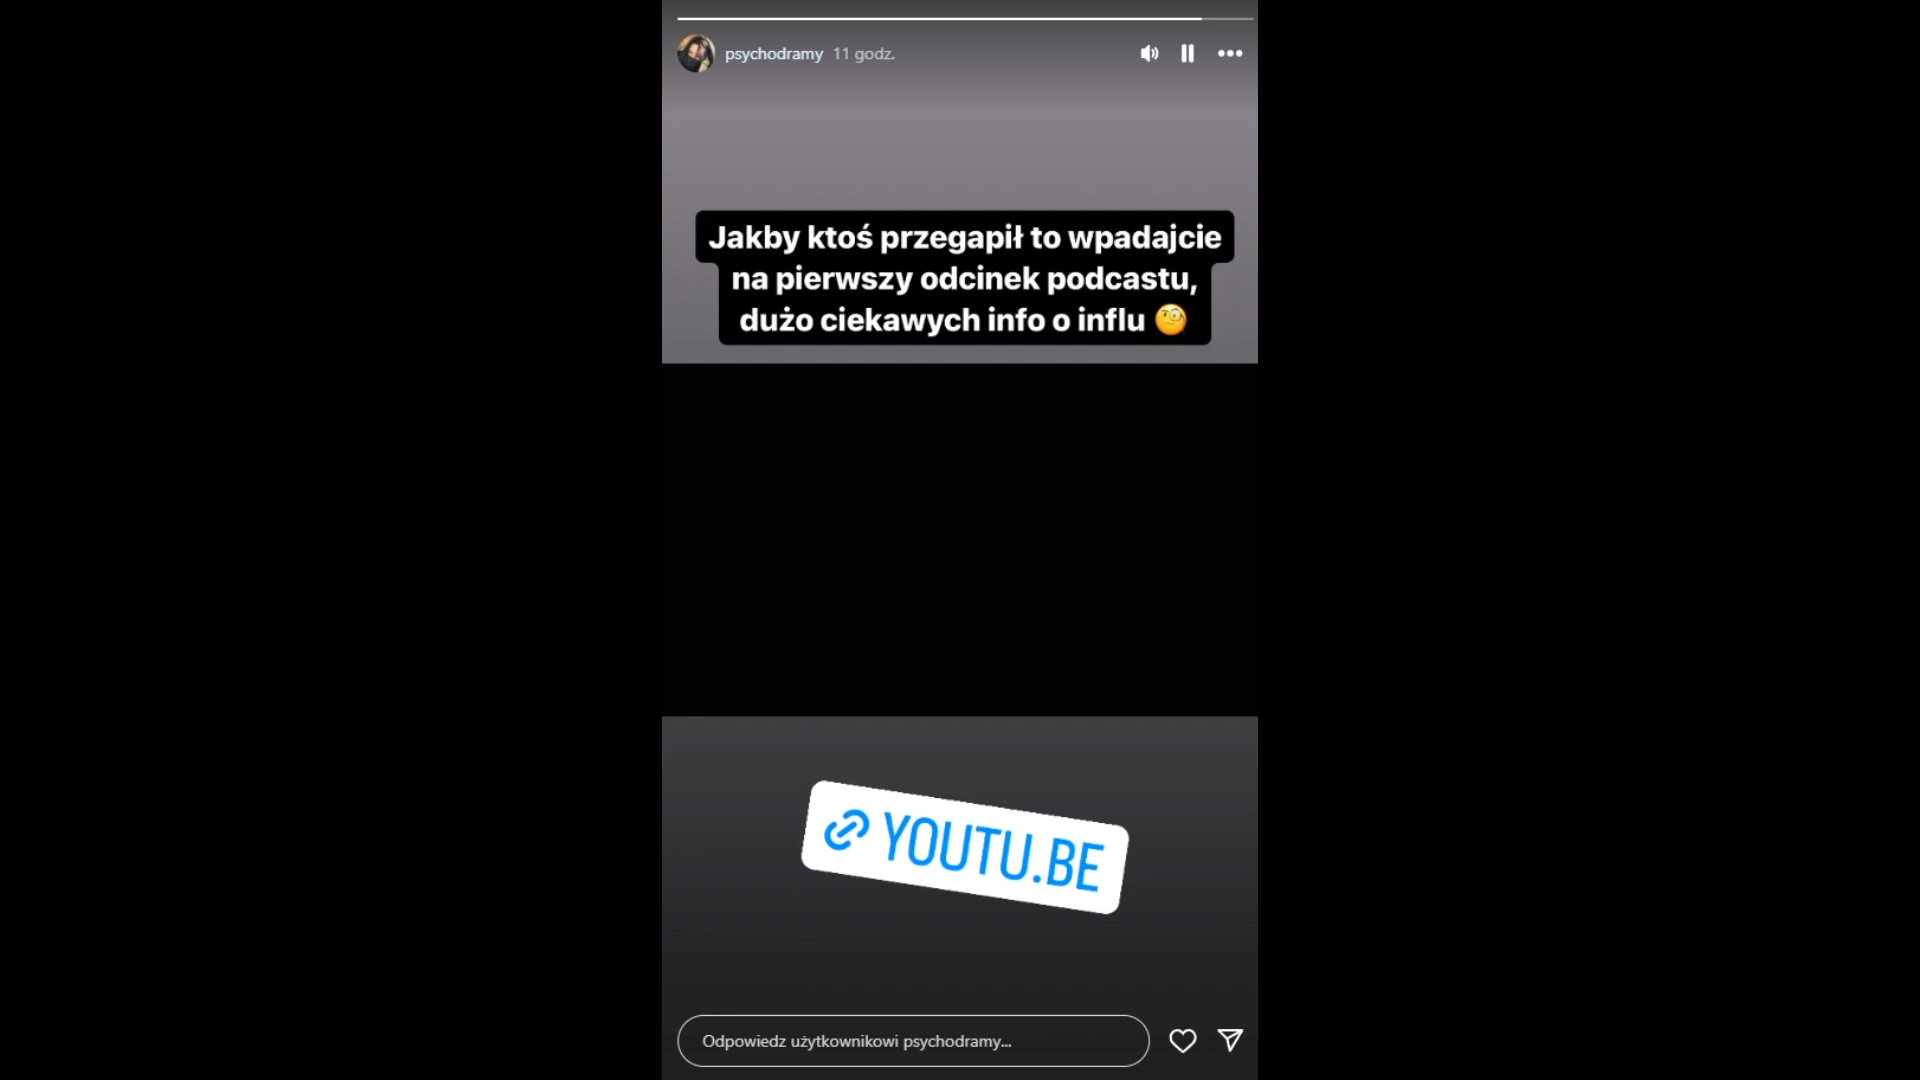 psychodramy 11 godz.
Jakby ktoś przegapił to wpadajcie
na pierwszy odcinek podcastu,
dużo ciekawych info o influ 🧐
YOUTU.BE
Odpowiedz użytkownikowi psychodramy...